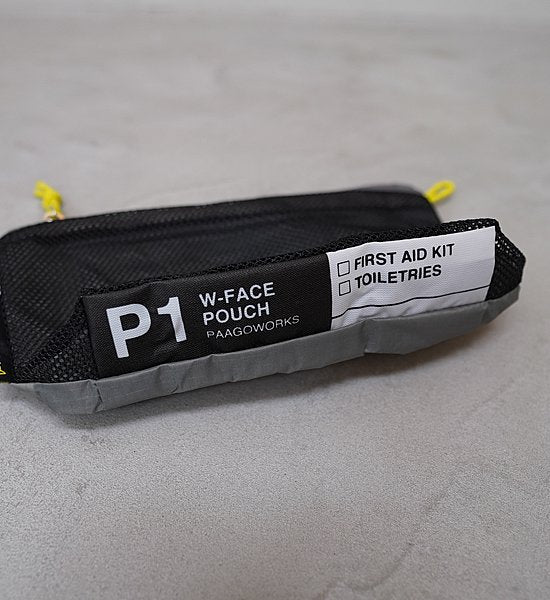 P1
W-FACE
POUCH
PAAGOWORKS
☐ FIRST AID KIT
☐ TOILETRIES